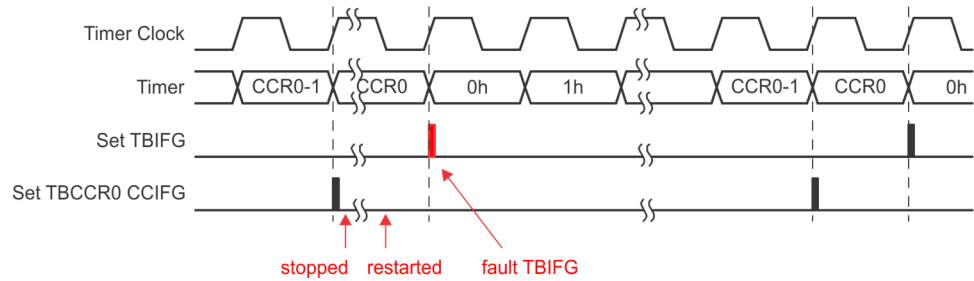 Timer Clock
Timer CCR0-1 CCR0 0h 1h CCR0-1 CCR0 0h
Set TBIFG
Set TBCCR0 CCIFG
stopped restarted fault TBIFG